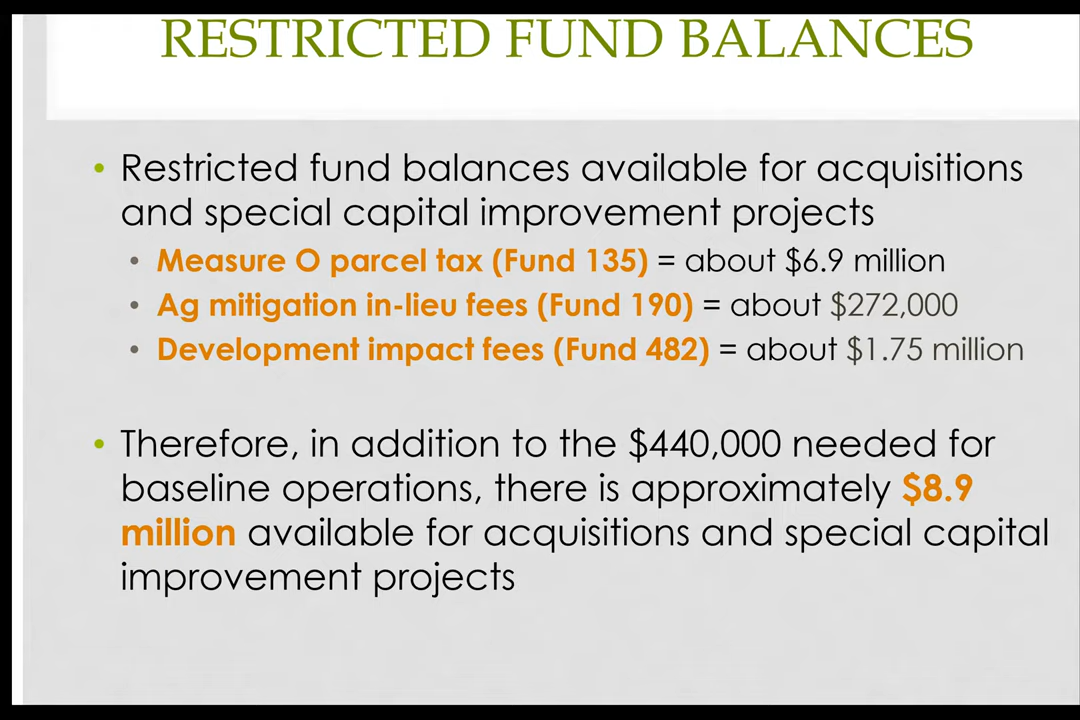 RESTRICTED FUND BALANCES
• Restricted fund balances available for acquisitions
and special capital improvement projects
• Measure O parcel tax (Fund 135) = about $6.9 million
• Ag mitigation in-lieu fees (Fund 190) = about $272,000
• Development impact fees (Fund 482) = about $1.75 million
• Therefore, in addition to the $440,000 needed for
baseline operations, there is approximately $8.9
million available for acquisitions and special capital
improvement projects